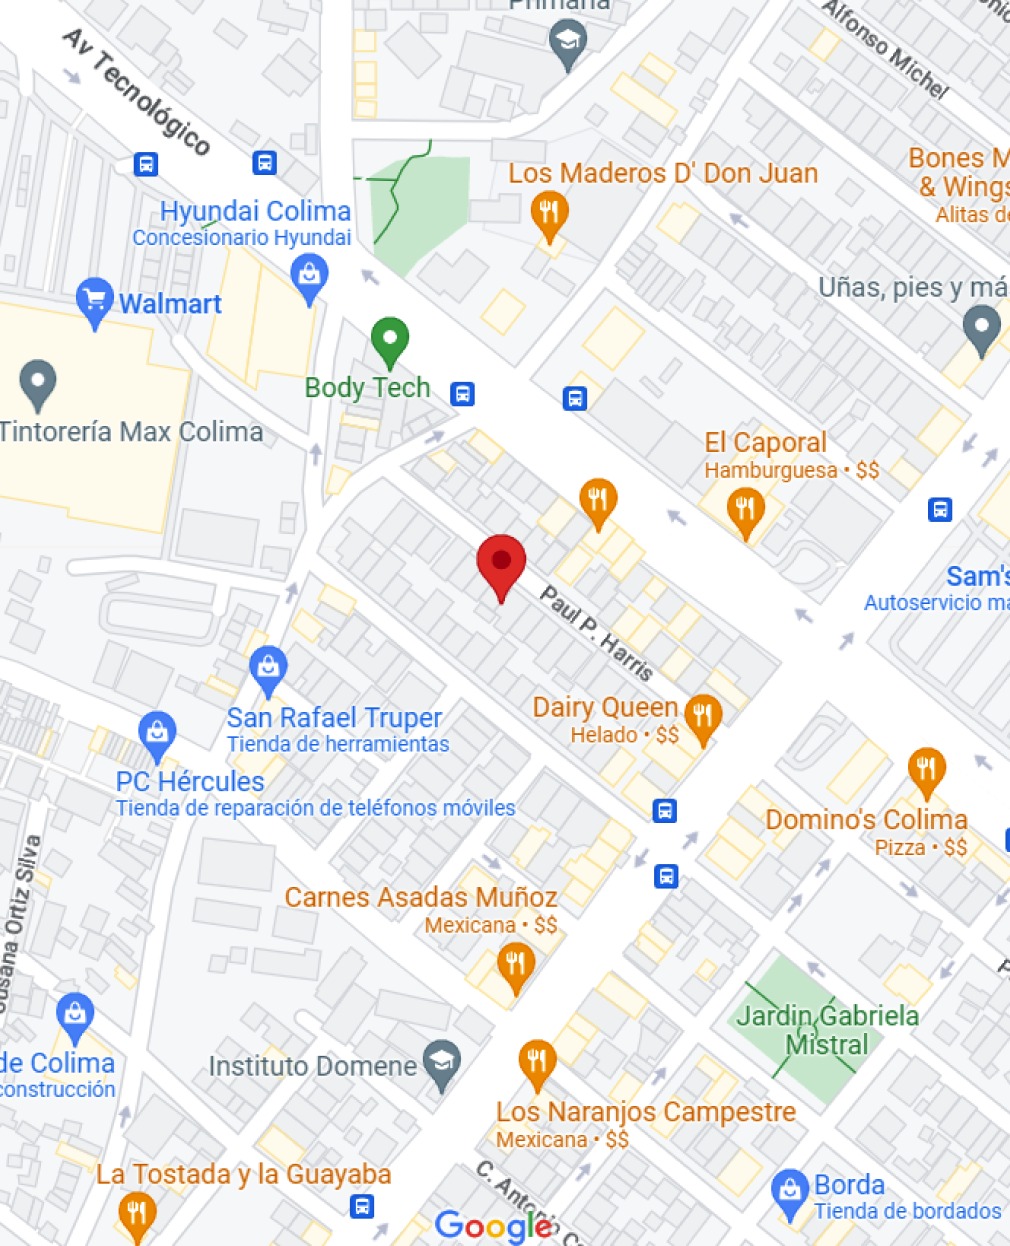 Primaria
Alfonso Michel
Av Tecnológico
Los Maderos D' Don Juan
Bones M
& Wings
Alitas de
Hyundai Colima
Concesionario Hyundai
Walmart
Uñas, pies y má
Body Tech
Tintorería Max Colima
El Caporal
Hamburguesa • $$
Sam's
Autoservicio ma
Paul P. Harris
San Rafael Truper
Tienda de herramientas
Dairy Queen
Helado • $$
PC Hércules
Tienda de reparación de teléfonos móviles
Domino's Colima
Pizza • $$
Susana Ortiz Silva
Carnes Asadas Muñoz
Mexicana • $$
Jardin Gabriela
Mistral
de Colima
construcción
Instituto Domene
Los Naranjos Campestre
Mexicana • $$
La Tostada y la Guayaba
C. Antonio C
Borda
Tienda de bordados
Google